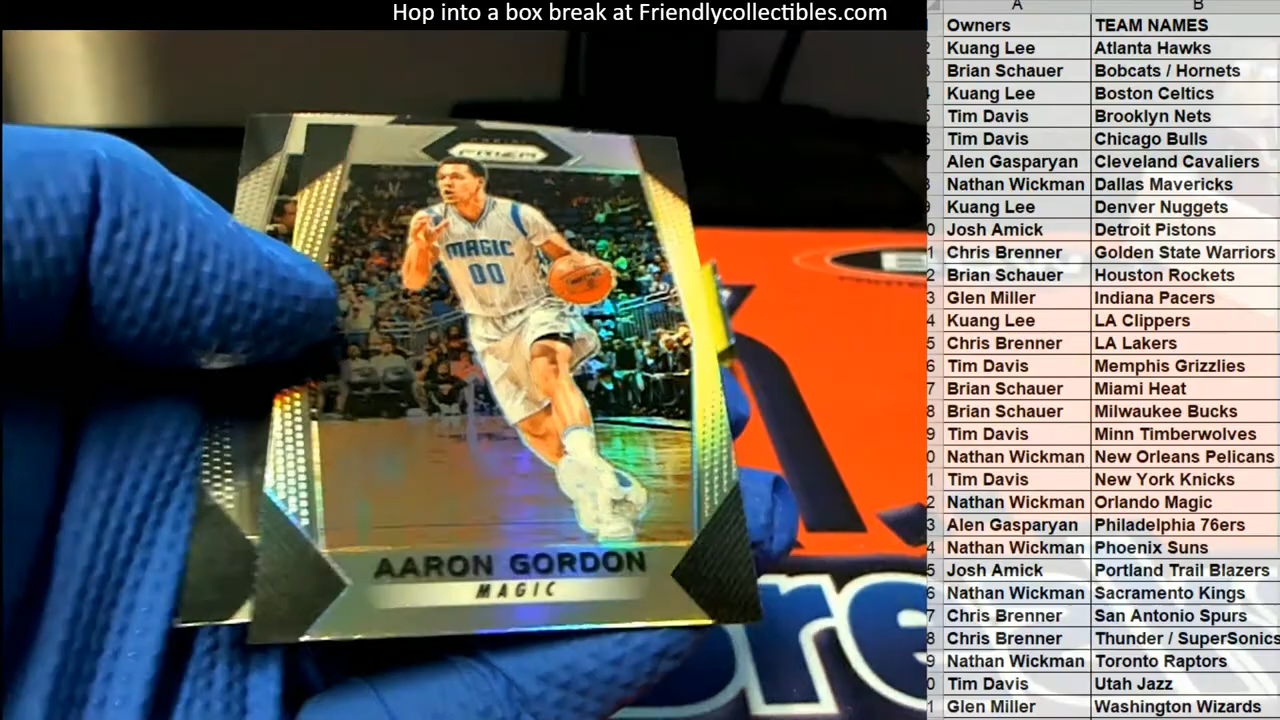 Hop into a box break at Friendlycollectibles.com
A B
Owners TEAM NAMES
Kuang Lee Atlanta Hawks
Brian Schauer Bobcats / Hornets
Kuang Lee Boston Celtics
Tim Davis Brooklyn Nets
Tim Davis Chicago Bulls
Alen Gasparyan Cleveland Cavaliers
Nathan Wickman Dallas Mavericks
Kuang Lee Denver Nuggets
Josh Amick Detroit Pistons
Chris Brenner Golden State Warriors
Brian Schauer Houston Rockets
Glen Miller Indiana Pacers
Kuang Lee LA Clippers
Chris Brenner LA Lakers
Tim Davis Memphis Grizzlies
Brian Schauer Miami Heat
Brian Schauer Milwaukee Bucks
Tim Davis Minn Timberwolves
Nathan Wickman New Orleans Pelicans
Tim Davis New York Knicks
Nathan Wickman Orlando Magic
Alen Gasparyan Philadelphia 76ers
Nathan Wickman Phoenix Suns
Josh Amick Portland Trail Blazers
Nathan Wickman Sacramento Kings
Chris Brenner San Antonio Spurs
Chris Brenner Thunder / SuperSonics
Nathan Wickman Toronto Raptors
Tim Davis Utah Jazz
Glen Miller Washington Wizards
PANINI
PRIZM
MAGIC
00
AARON GORDON
MAGIC